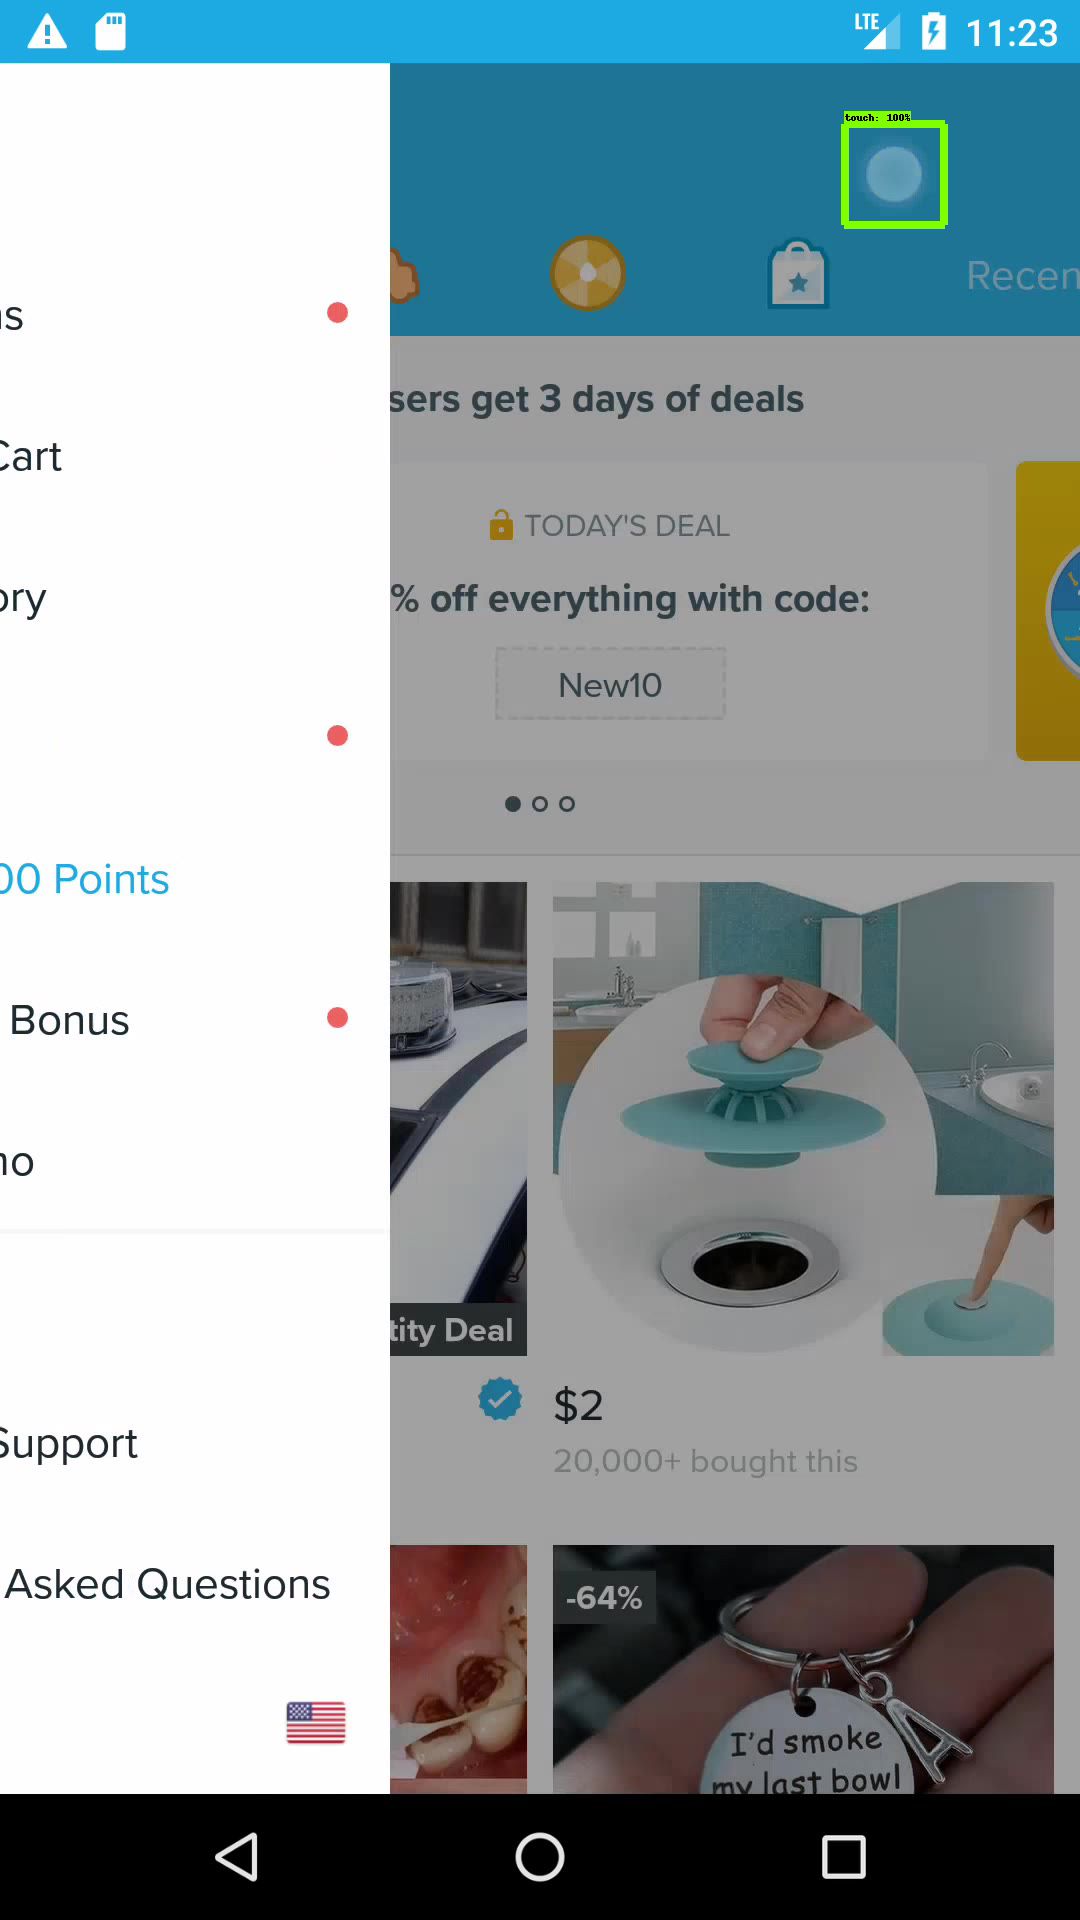 LTE 11:23
touch: 100%
Recen
sers get 3 days of deals
TODAY'S DEAL
% off everything with code:
New10
s
Cart
ory
00 Points
Bonus
no
Support
Asked Questions
tity Deal
$2
20,000+ bought this
-64%
I'd smoke
my last bowl
A